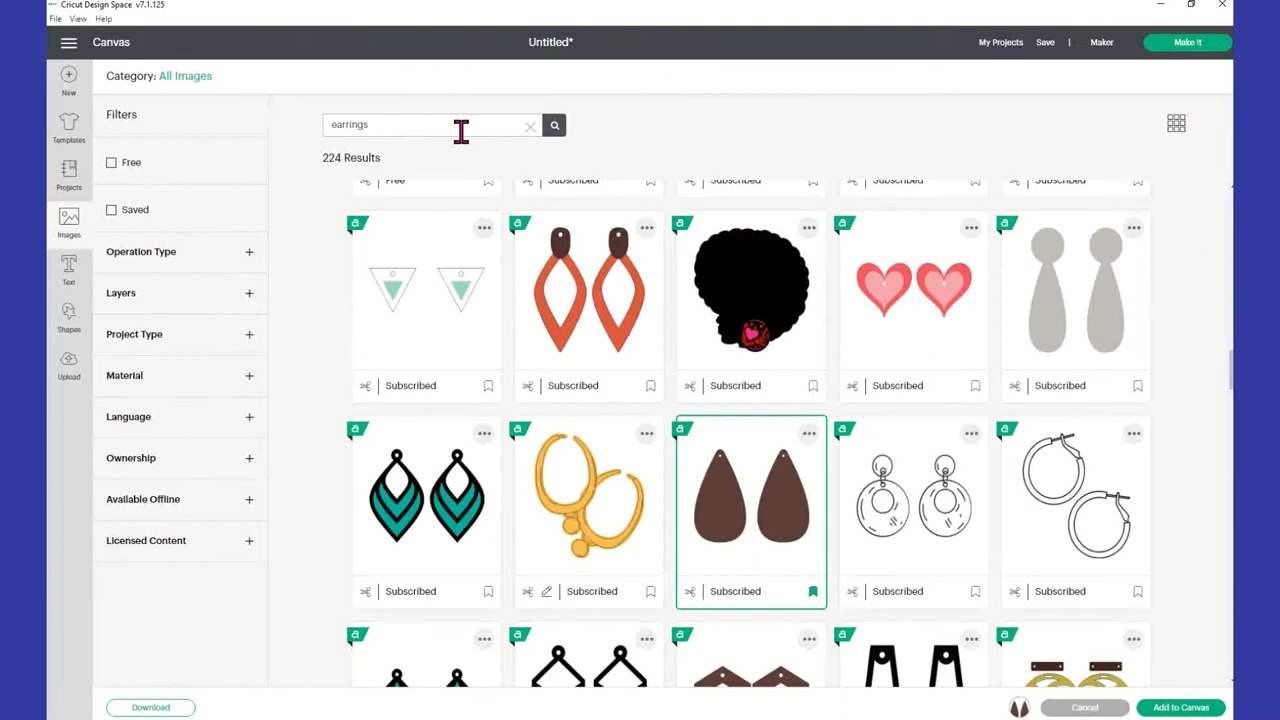 Cricut Design Space v7.1.125
File View Help
Canvas
Untitled*
My Projects Save | Maker Make It
New
Templates
Projects
Images
Text
Shapes
Upload
Category: All Images
Filters
Free
Saved
Operation Type +
Layers +
Project Type +
Material +
Language +
Ownership +
Available Offline +
Licensed Content +
earrings
224 Results
Free Subscribed Subscribed Subscribed Subscribed
Subscribed Subscribed Subscribed Subscribed Subscribed
Subscribed Subscribed Subscribed Subscribed Subscribed
Download
Cancel Add to Canvas